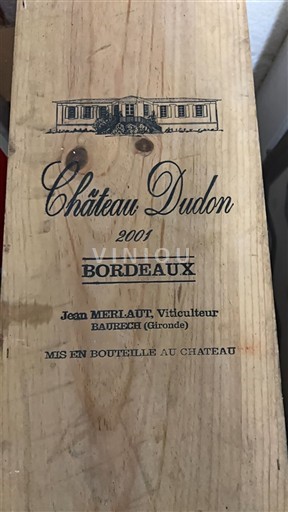 Château Dudon
2001
VINIOU
BORDEAUX
Jean MERLAUT, Viticulteur
BAURECH (Gironde)
MIS EN BOUTEILLE AU CHATEAU